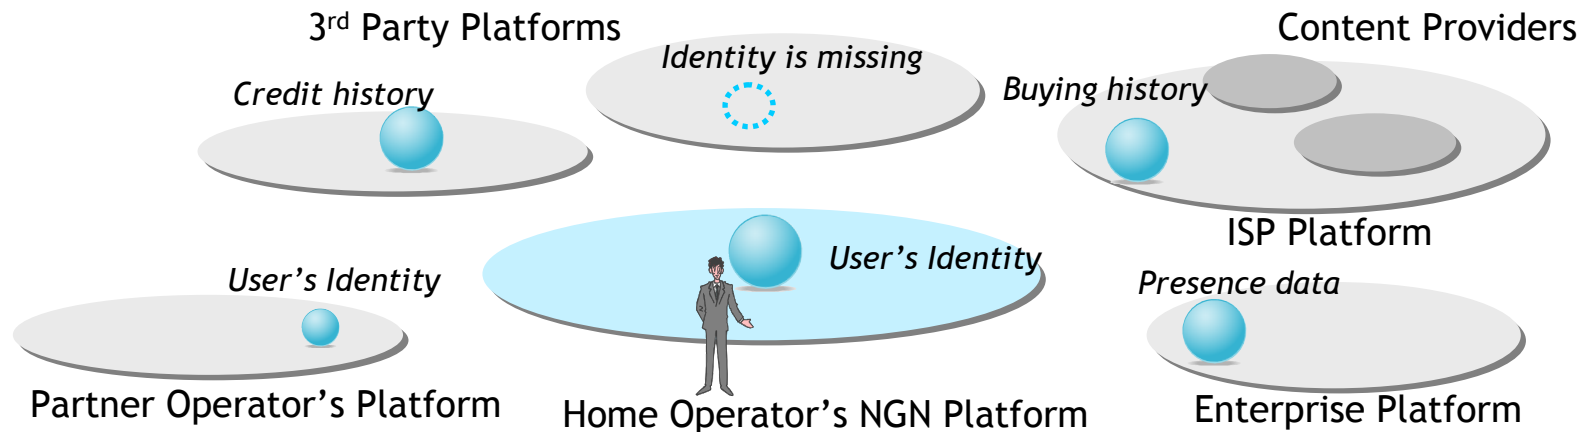 3rd Party Platforms
Content Providers
Identity is missing
Credit history
Buying history
ISP Platform
User’s Identity
User’s Identity
Presence data
Partner Operator’s Platform
Home Operator’s NGN Platform
Enterprise Platform